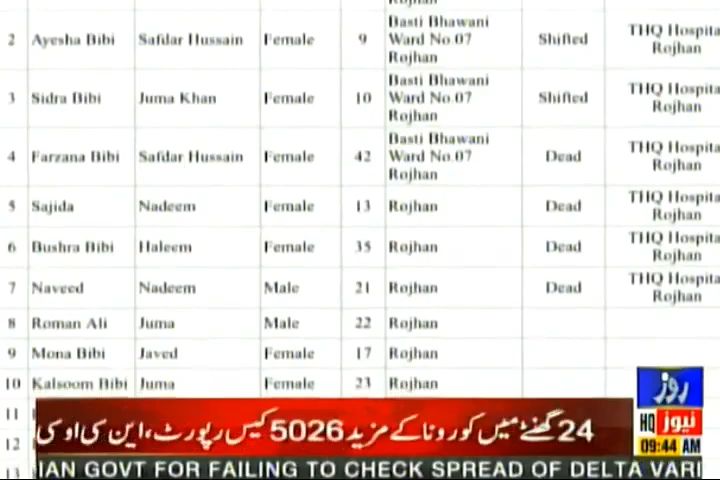 Rojhan
2 Ayesha Bibi Safdar Hussain Female 9 Basti Bhawani Ward No.07 Rojhan Shifted THQ Hospita Rojhan
3 Sidra Bibi Juma Khan Female 10 Basti Bhawani Ward No.07 Rojhan Shifted THQ Hospita Rojhan
4 Farzana Bibi Safdar Hussain Female 42 Basti Bhawani Ward No.07 Rojhan Dead THQ Hospita Rojhan
5 Sajida Nadeem Female 13 Rojhan Dead THQ Hospita Rojhan
6 Bushra Bibi Haleem Female 35 Rojhan Dead THQ Hospita Rojhan
7 Naveed Nadeem Male 21 Rojhan Dead THQ Hospita Rojhan
8 Roman Ali Juma Male 22 Rojhan
9 Mona Bibi Javed Female 17 Rojhan
10 Kalsoom Bibi Juma Female 23 Rojhan
11
12
13
روز
HQ نیوز
09:44 AM
24 گھنٹے میں کورونا کے مزید 5026 کیس رپورٹ، این سی او سی
IAN GOVT FOR FAILING TO CHECK SPREAD OF DELTA VARI